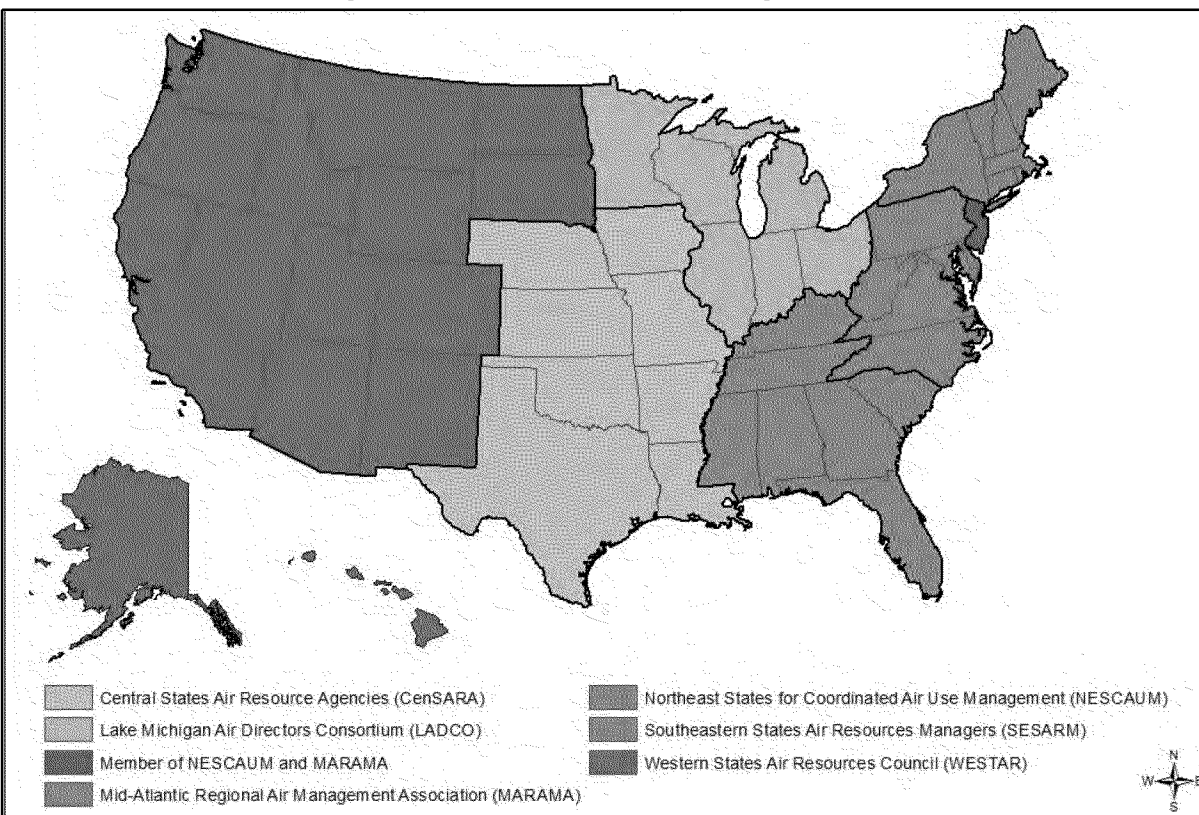 Central States Air Resource Agencies (CenSARA)
Lake Michigan Air Directors Consortium (LADCO)
Member of NESCAUM and MARAMA
Mid-Atlantic Regional Air Management Association (MARAMA)
Northeast States for Coordinated Air Use Management (NESCAUM)
Southeastern States Air Resources Managers (SESARM)
Western States Air Resources Council (WESTAR)
N
W E
S